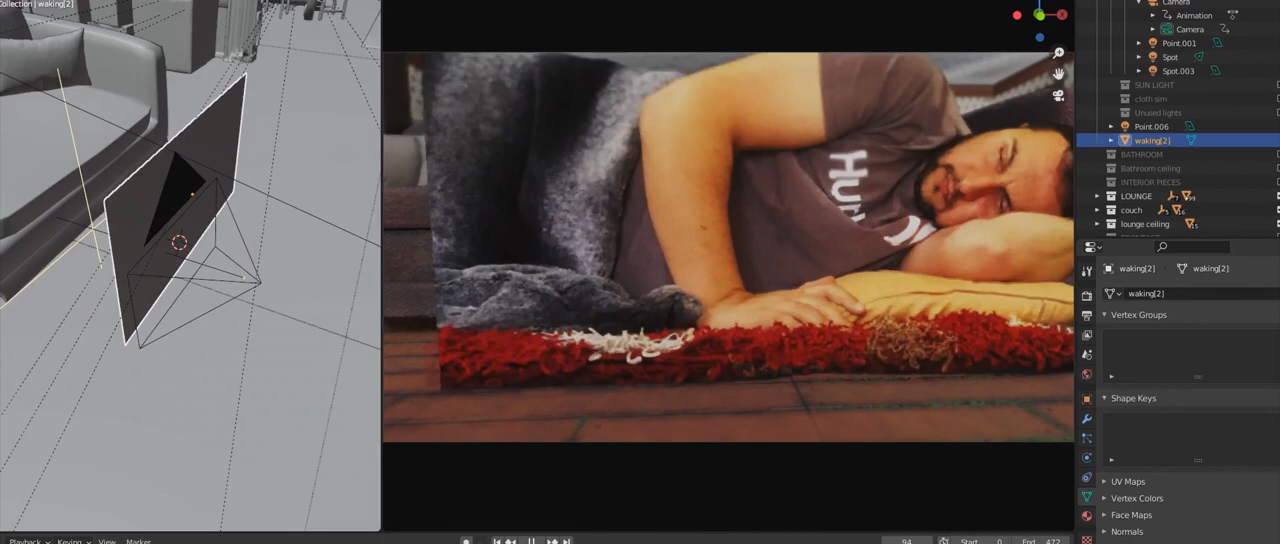 Collection | waking[2]
Hu
Camera
Animation
Camera
Point.001
Spot
Spot.003
SUN LIGHT
cloth sim
Unused lights
Point.006
waking[2]
BATHROOM
Bathroom ceiling
INTERIOR PIECES
LOUNGE
couch
lounge ceiling
waking[2] waking[2]
waking[2]
Vertex Groups
Shape Keys
UV Maps
Vertex Colors
Face Maps
Normals
Playback Keying View Marker
94 Start 0 End 472